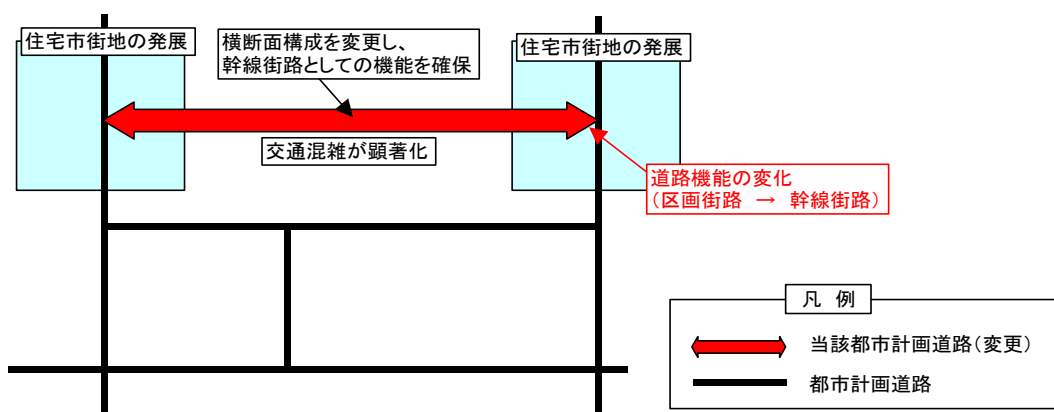 住宅市街地の発展
横断面構成を変更し、
幹線街路としての機能を確保
住宅市街地の発展
交通混雑が顕著化
道路機能の変化
(区画街路 → 幹線街路)
凡 例
当該都市計画道路(変更)
都市計画道路